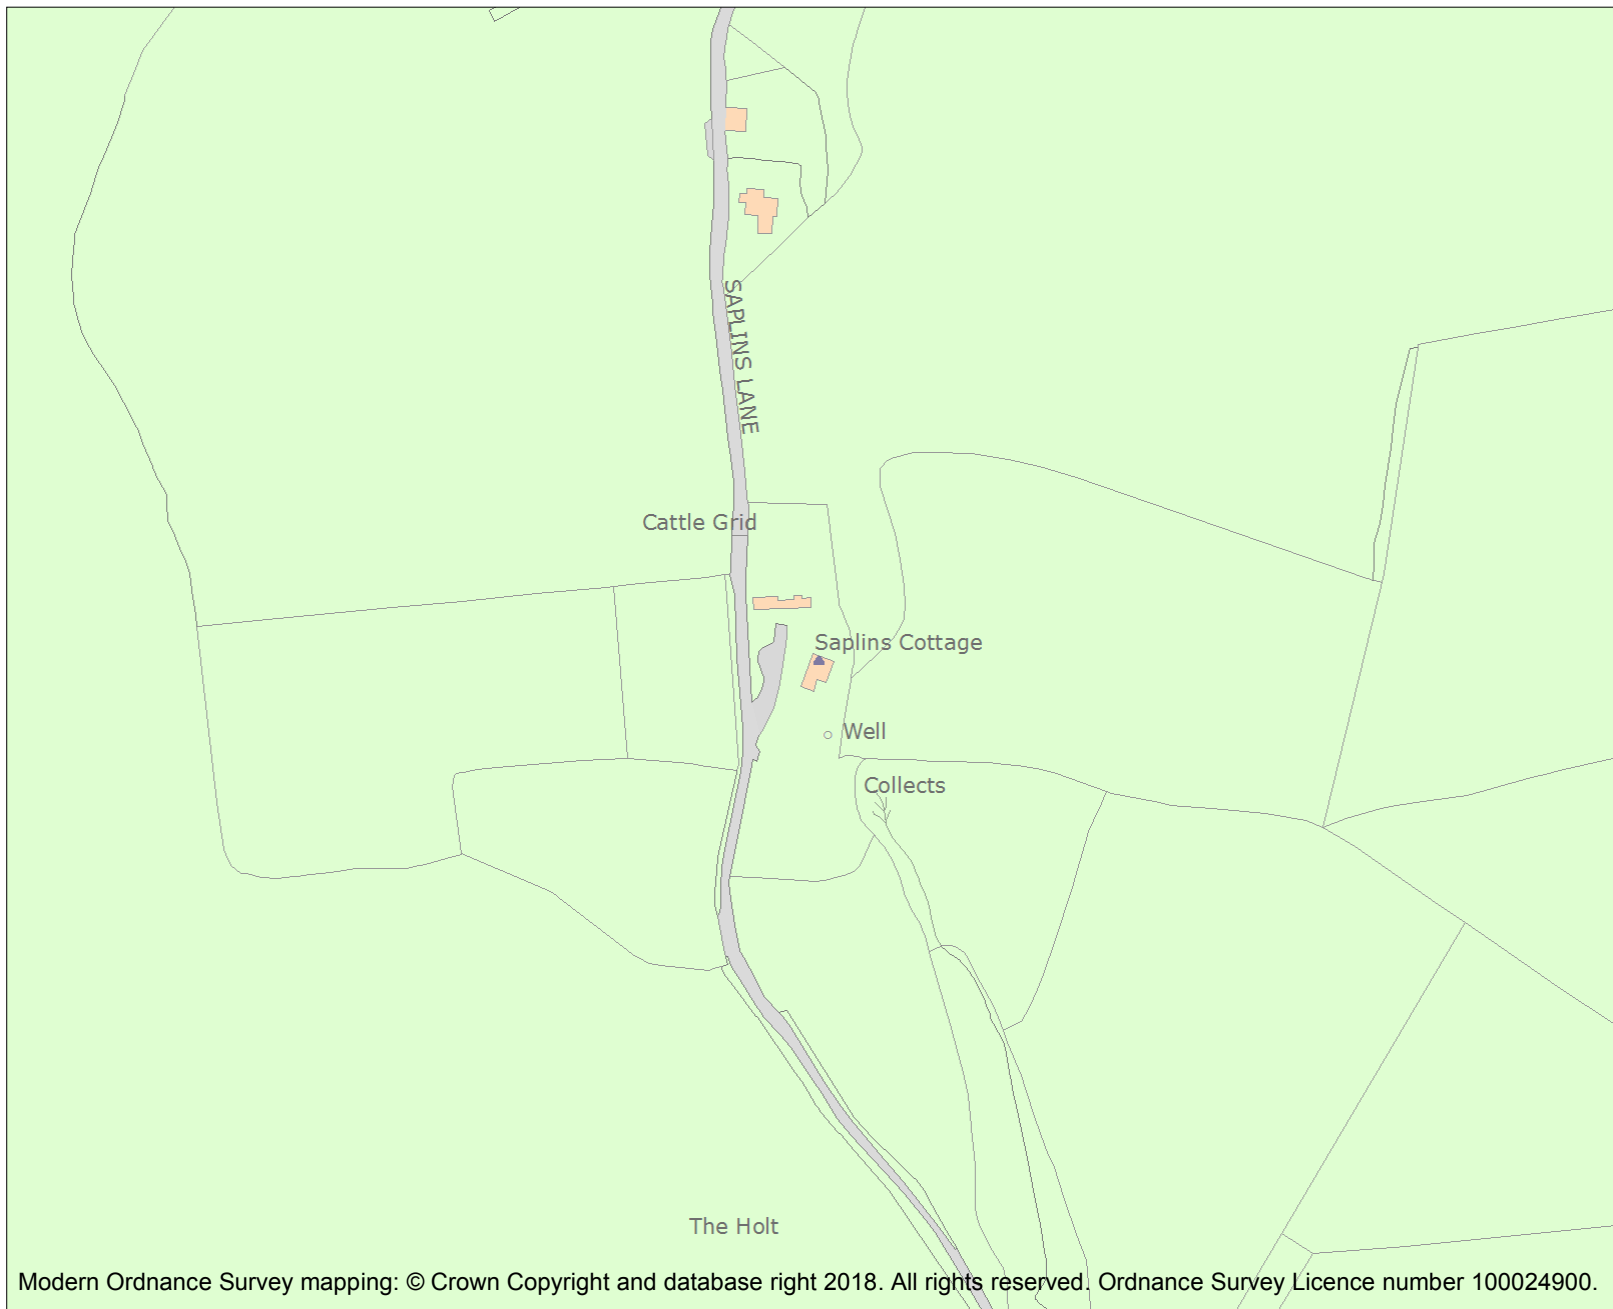 SAPLINS LANE
Cattle Grid
Saplins Cottage
Well
Collects
The Holt
Modern Ordnance Survey mapping: © Crown Copyright and database right 2018. All rights reserved. Ordnance Survey Licence number 100024900.